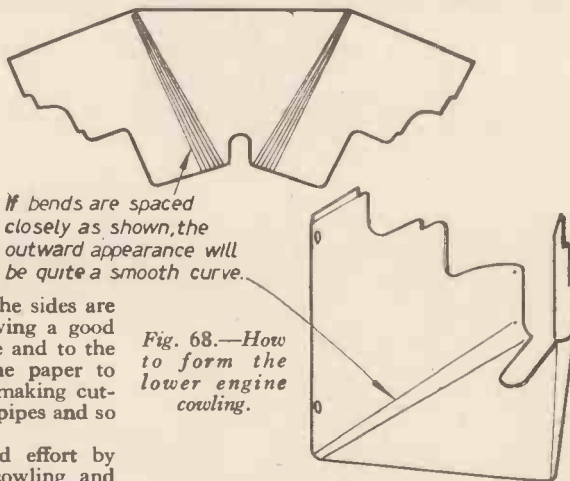 If bends are spaced
closely as shown, the
outward appearance will
be quite a smooth curve.
he sides are
ving a good
e and to the
ne paper to
making cut-
pipes and so
d effort by
cowling and
Fig. 68.—How
to form the
lower engine
cowling.